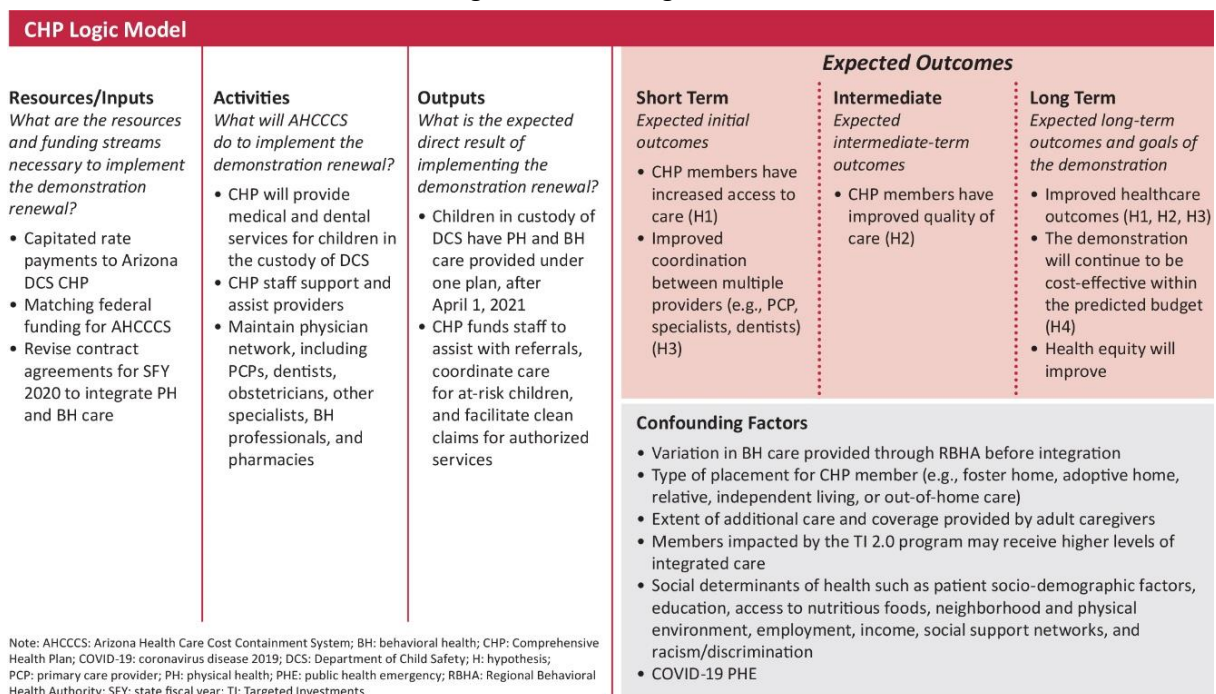 CHP Logic Model
Resources/Inputs
What are the resources
and funding streams
necessary to implement
the demonstration
renewal?
• Capitated rate
payments to Arizona
DCS CHP
• Matching federal
funding for AHCCCS
• Revise contract
agreements for SFY
2020 to integrate PH
and BH care
Activities
What will AHCCCS
do to implement the
demonstration renewal?
• CHP will provide
medical and dental
services for children in
the custody of DCS
• CHP staff support and
assist providers
• Maintain physician
network, including
PCPs, dentists,
obstetricians, other
specialists, BH
professionals, and
pharmacies
Outputs
What is the expected
direct result of
implementing the
demonstration renewal?
• Children in custody of
DCS have PH and BH
care provided under
one plan, after
April 1, 2021
• CHP funds staff to
assist with referrals,
coordinate care
for at-risk children,
and facilitate clean
claims for authorized
services
Expected Outcomes
Short Term
Expected initial
outcomes
• CHP members have
increased access to
care (H1)
• Improved
coordination
between multiple
providers (e.g., PCP,
specialists, dentists)
(H3)
Intermediate
Expected
intermediate-term
outcomes
• CHP members have
improved quality of
care (H2)
Long Term
Expected long-term
outcomes and goals of
the demonstration
• Improved healthcare
outcomes (H1, H2, H3)
• The demonstration
will continue to be
cost-effective within
the predicted budget
(H4)
• Health equity will
improve
Confounding Factors
• Variation in BH care provided through RBHA before integration
• Type of placement for CHP member (e.g., foster home, adoptive home,
relative, independent living, or out-of-home care)
• Extent of additional care and coverage provided by adult caregivers
• Members impacted by the TI 2.0 program may receive higher levels of
integrated care
• Social determinants of health such as patient socio-demographic factors,
education, access to nutritious foods, neighborhood and physical
environment, employment, income, social support networks, and
racism/discrimination
• COVID-19 PHE
Note: AHCCCS: Arizona Health Care Cost Containment System; BH: behavioral health; CHP: Comprehensive
Health Plan; COVID-19: coronavirus disease 2019; DCS: Department of Child Safety; H: hypothesis;
PCP: primary care provider; PH: physical health; PHE: public health emergency; RBHA: Regional Behavioral
Health Authority; SFY: state fiscal year; TI: Targeted Investments